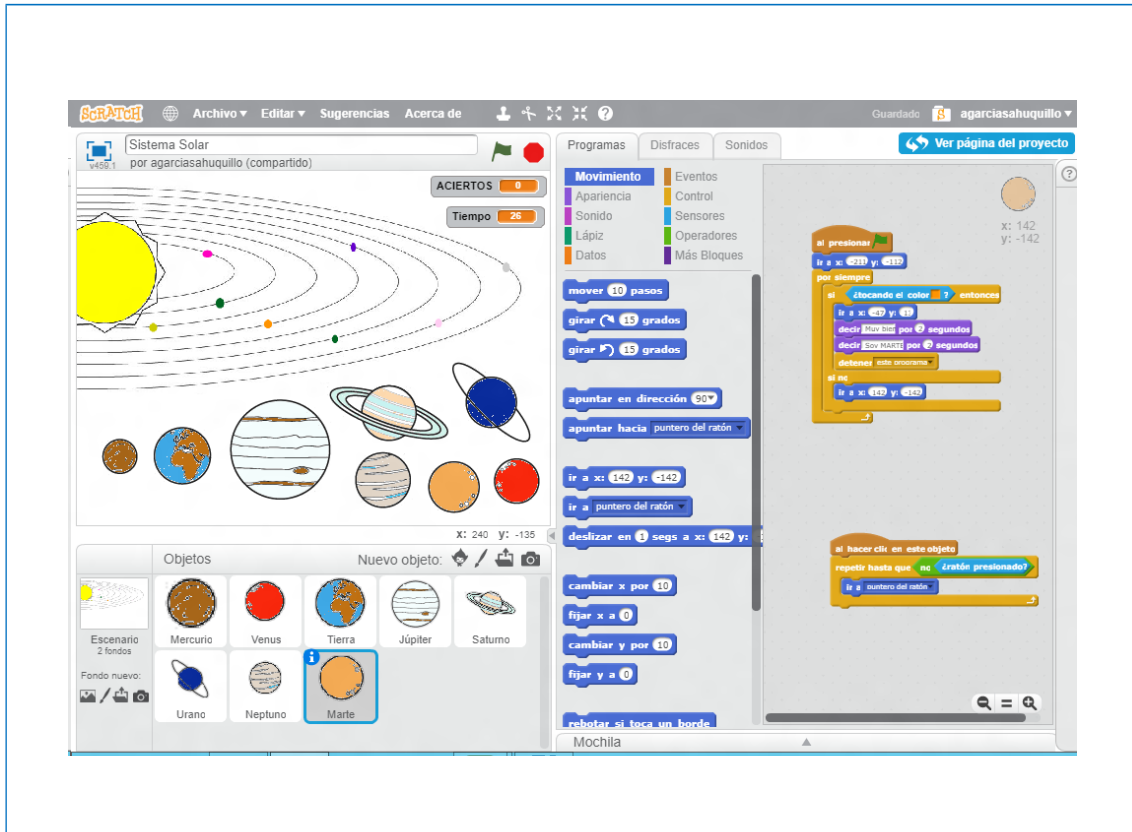 SCRATCH Archivo Editar Sugerencias Acerca de Guardado agarciasahuquillo
v459.1 Sistema Solar
por agarciasahuquillo (compartido)
ACIERTOS 0
Tiempo 26
x: 240 y: -135
Objetos Nuevo objeto:
Escenario
2 fondos
Fondo nuevo:
Mercurio Venus Tierra Júpiter Saturno
Urano Neptuno Marte
Programas Disfraces Sonidos
Ver página del proyecto
Movimiento Eventos
Apariencia Control
Sonido Sensores
Lápiz Operadores
Datos Más Bloques
mover 10 pasos
girar 15 grados
girar 15 grados
apuntar en dirección 90
apuntar hacia puntero del ratón
ir a x: 142 y: -142
ir a puntero del ratón
deslizar en 1 segs a x: 142 y:
cambiar x por 10
fijar x a 0
cambiar y por 10
fijar y a 0
rebotar si toca un borde
x: 142
y: -142
al presionar
ir a x: -211 y: -112
por siempre
si ¿tocando el color ? entonces
ir a x: -47 y:
decir Muy bien por 2 segundos
decir Soy MARTE por 2 segundos
detener este programa
si no
ir a x: 142 y: -142
al hacer clic en este objeto
repetir hasta que no ¿ratón presionado?
ir a puntero del ratón
Mochila